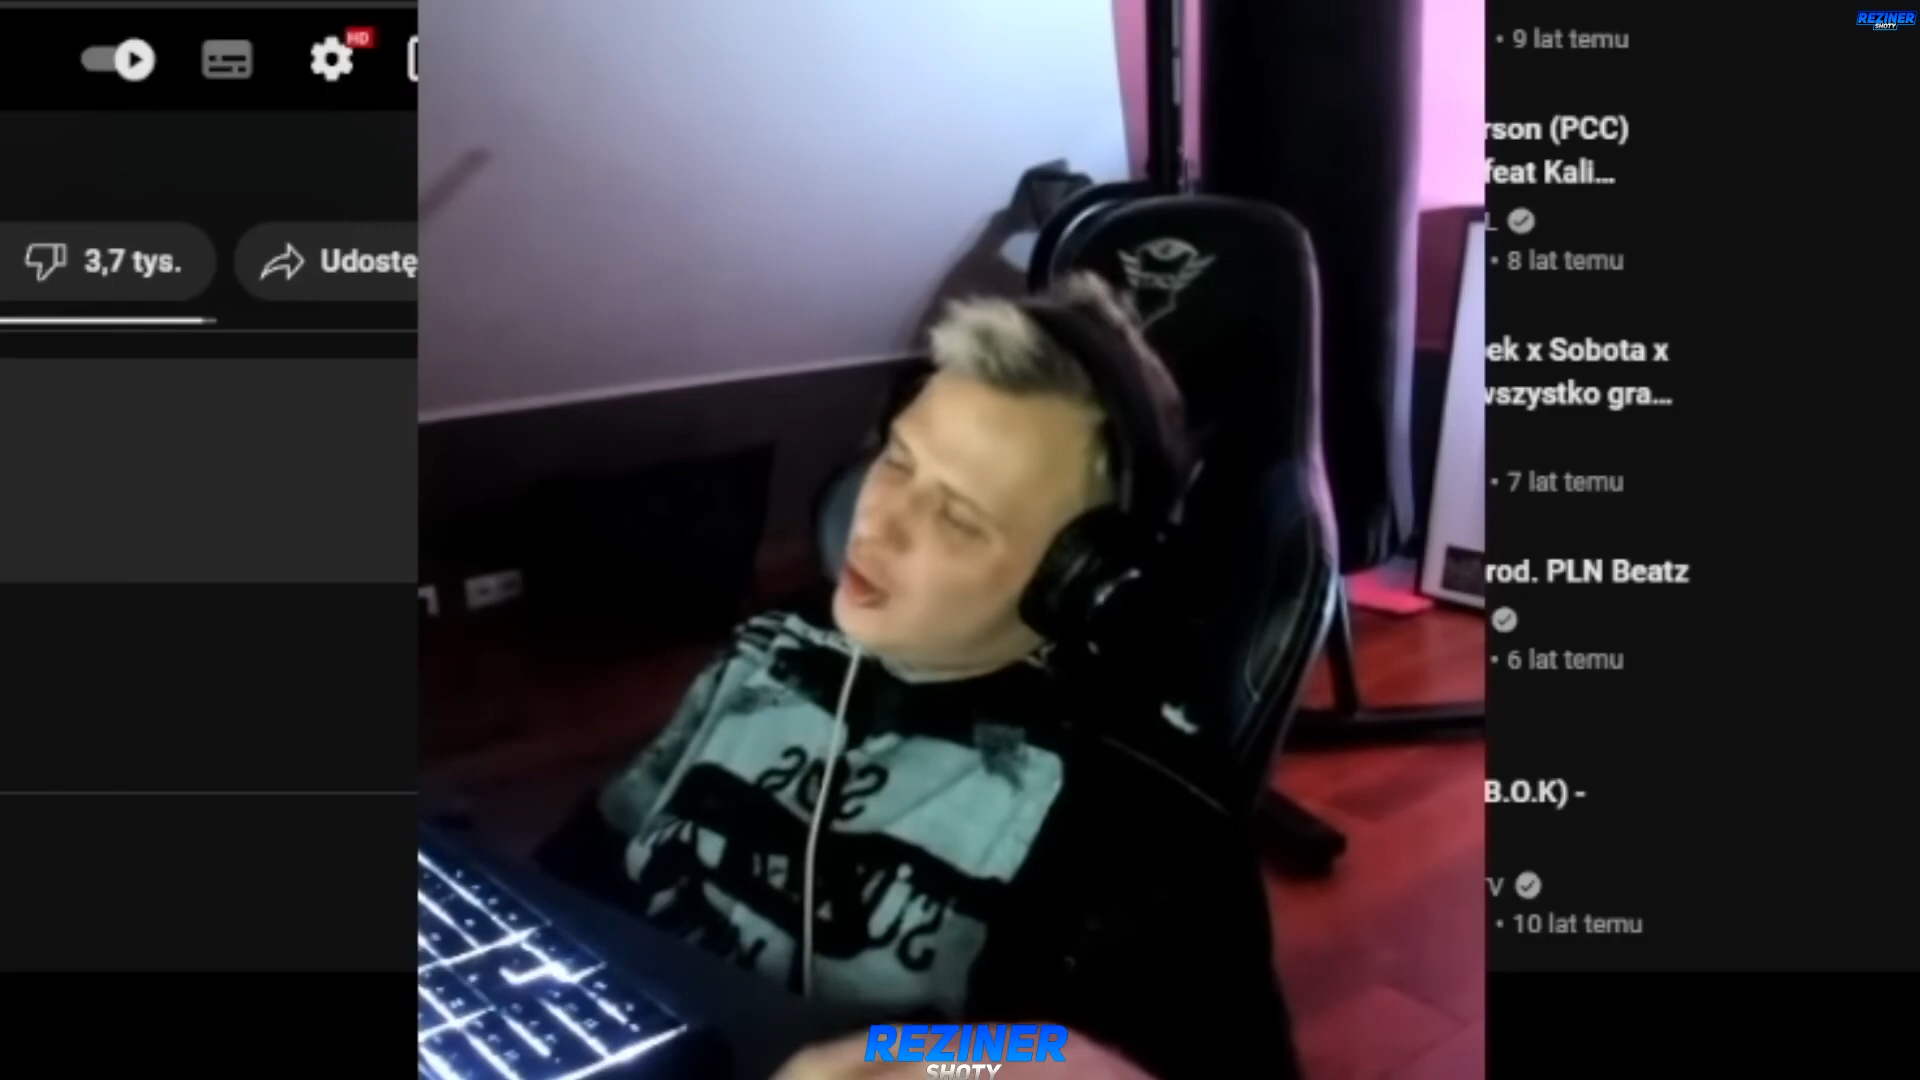 HD
3,7 tys.
Udostę
• 9 lat temu
rson (PCC)
feat Kali...
L
• 8 lat temu
ek x Sobota x
wszystko gra...
• 7 lat temu
rod. PLN Beatz
• 6 lat temu
B.O.K) -
V
• 10 lat temu
REZINER
SHOTY
REZINER
SHOTY